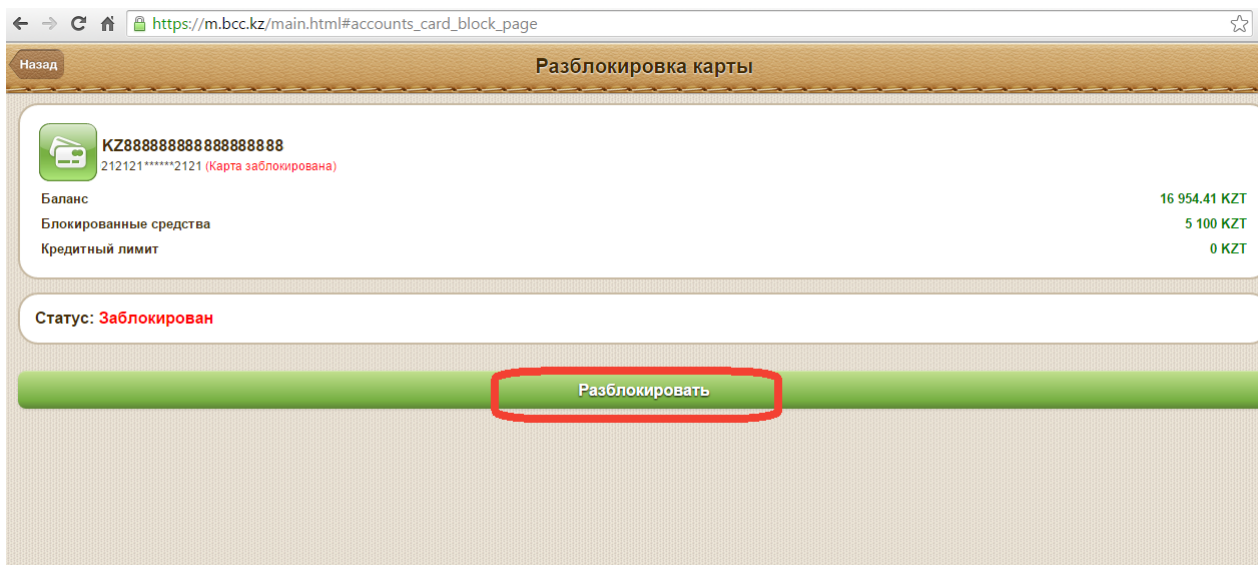 https://m.bcc.kz/main.html#accounts_card_block_page
Назад
Разблокировка карты
KZ888888888888888888
212121******2121 (Карта заблокирована)
Баланс 16 954.41 KZT
Блокированные средства 5 100 KZT
Кредитный лимит 0 KZT
Статус: Заблокирован
Разблокировать